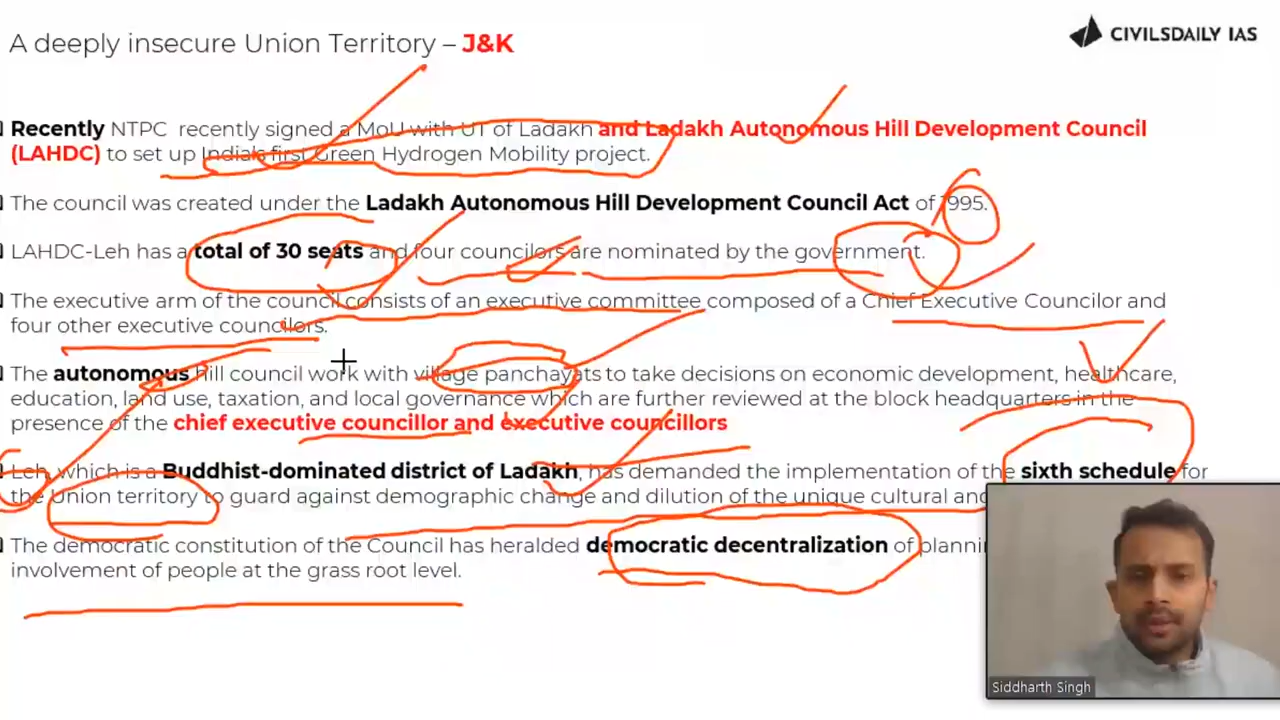 A deeply insecure Union Territory – J&K
CIVILSDAILY IAS
Recently NTPC recently signed a MoU with UT of Ladakh and Ladakh Autonomous Hill Development Council
(LAHDC) to set up India's first Green Hydrogen Mobility project.
The council was created under the Ladakh Autonomous Hill Development Council Act of 1995.
LAHDC-Leh has a total of 30 seats and four councilors are nominated by the government.
The executive arm of the council consists of an executive committee composed of a Chief Executive Councilor and
four other executive councilors.
The autonomous hill council work with village panchayats to take decisions on economic development, healthcare,
education, land use, taxation, and local governance which are further reviewed at the block headquarters in the
presence of the chief executive councillor and executive councillors
Leh, which is a Buddhist-dominated district of Ladakh, has demanded the implementation of the sixth schedule for
the Union territory to guard against demographic change and dilution of the unique cultural and
The democratic constitution of the Council has heralded democratic decentralization of
involvement of people at the grass root level.
Siddharth Singh